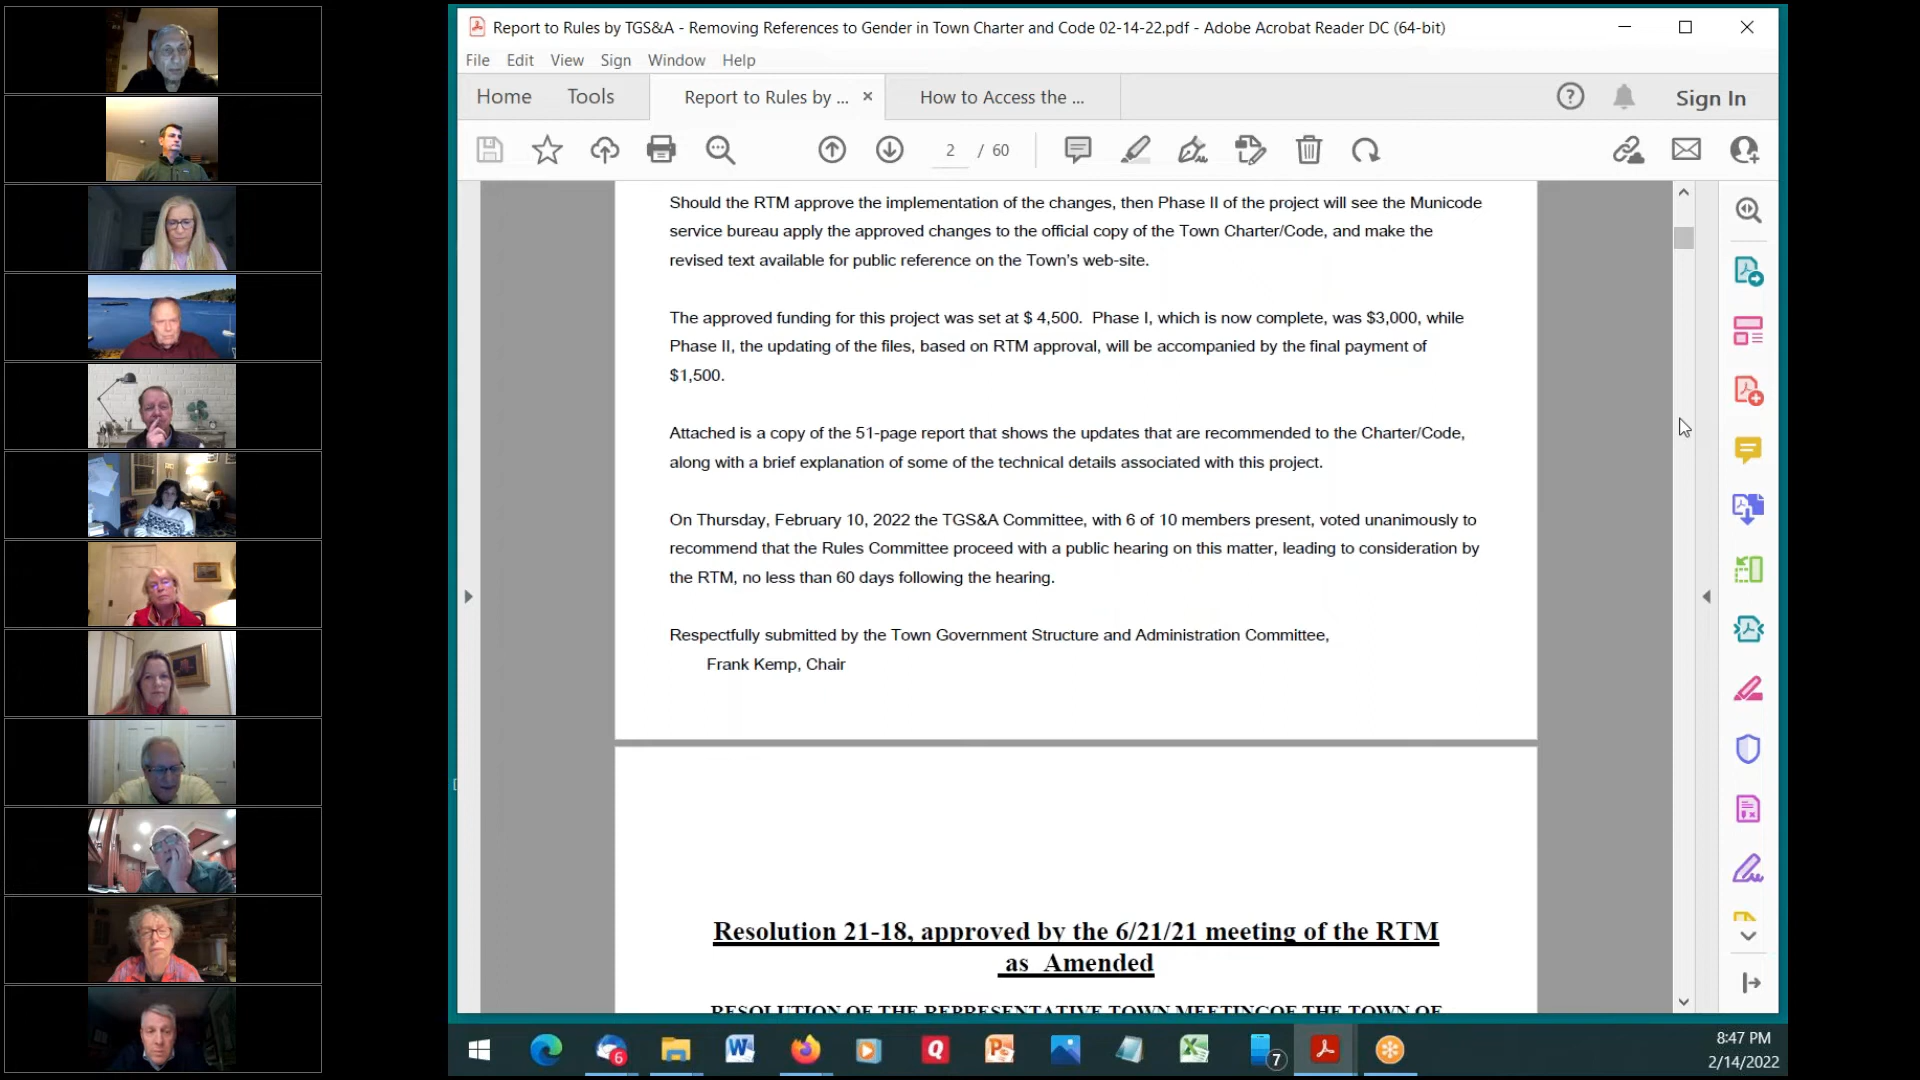 Report to Rules by TGS&A - Removing References to Gender in Town Charter and Code 02-14-22.pdf - Adobe Acrobat Reader DC (64-bit)
File Edit View Sign Window Help
Home Tools Report to Rules by ... × How to Access the ... Sign In
2 / 60
Should the RTM approve the implementation of the changes, then Phase II of the project will see the Municode
service bureau apply the approved changes to the official copy of the Town Charter/Code, and make the
revised text available for public reference on the Town's web-site.
The approved funding for this project was set at $ 4,500. Phase I, which is now complete, was $3,000, while
Phase II, the updating of the files, based on RTM approval, will be accompanied by the final payment of
$1,500.
Attached is a copy of the 51-page report that shows the updates that are recommended to the Charter/Code,
along with a brief explanation of some of the technical details associated with this project.
On Thursday, February 10, 2022 the TGS&A Committee, with 6 of 10 members present, voted unanimously to
recommend that the Rules Committee proceed with a public hearing on this matter, leading to consideration by
the RTM, no less than 60 days following the hearing.
Respectfully submitted by the Town Government Structure and Administration Committee,
Frank Kemp, Chair
Resolution 21-18, approved by the 6/21/21 meeting of the RTM
as Amended
RESOLUTION OF THE REPRESENTATIVE TOWN MEETINGOF THE TOWN OF
6
7
8:47 PM
2/14/2022